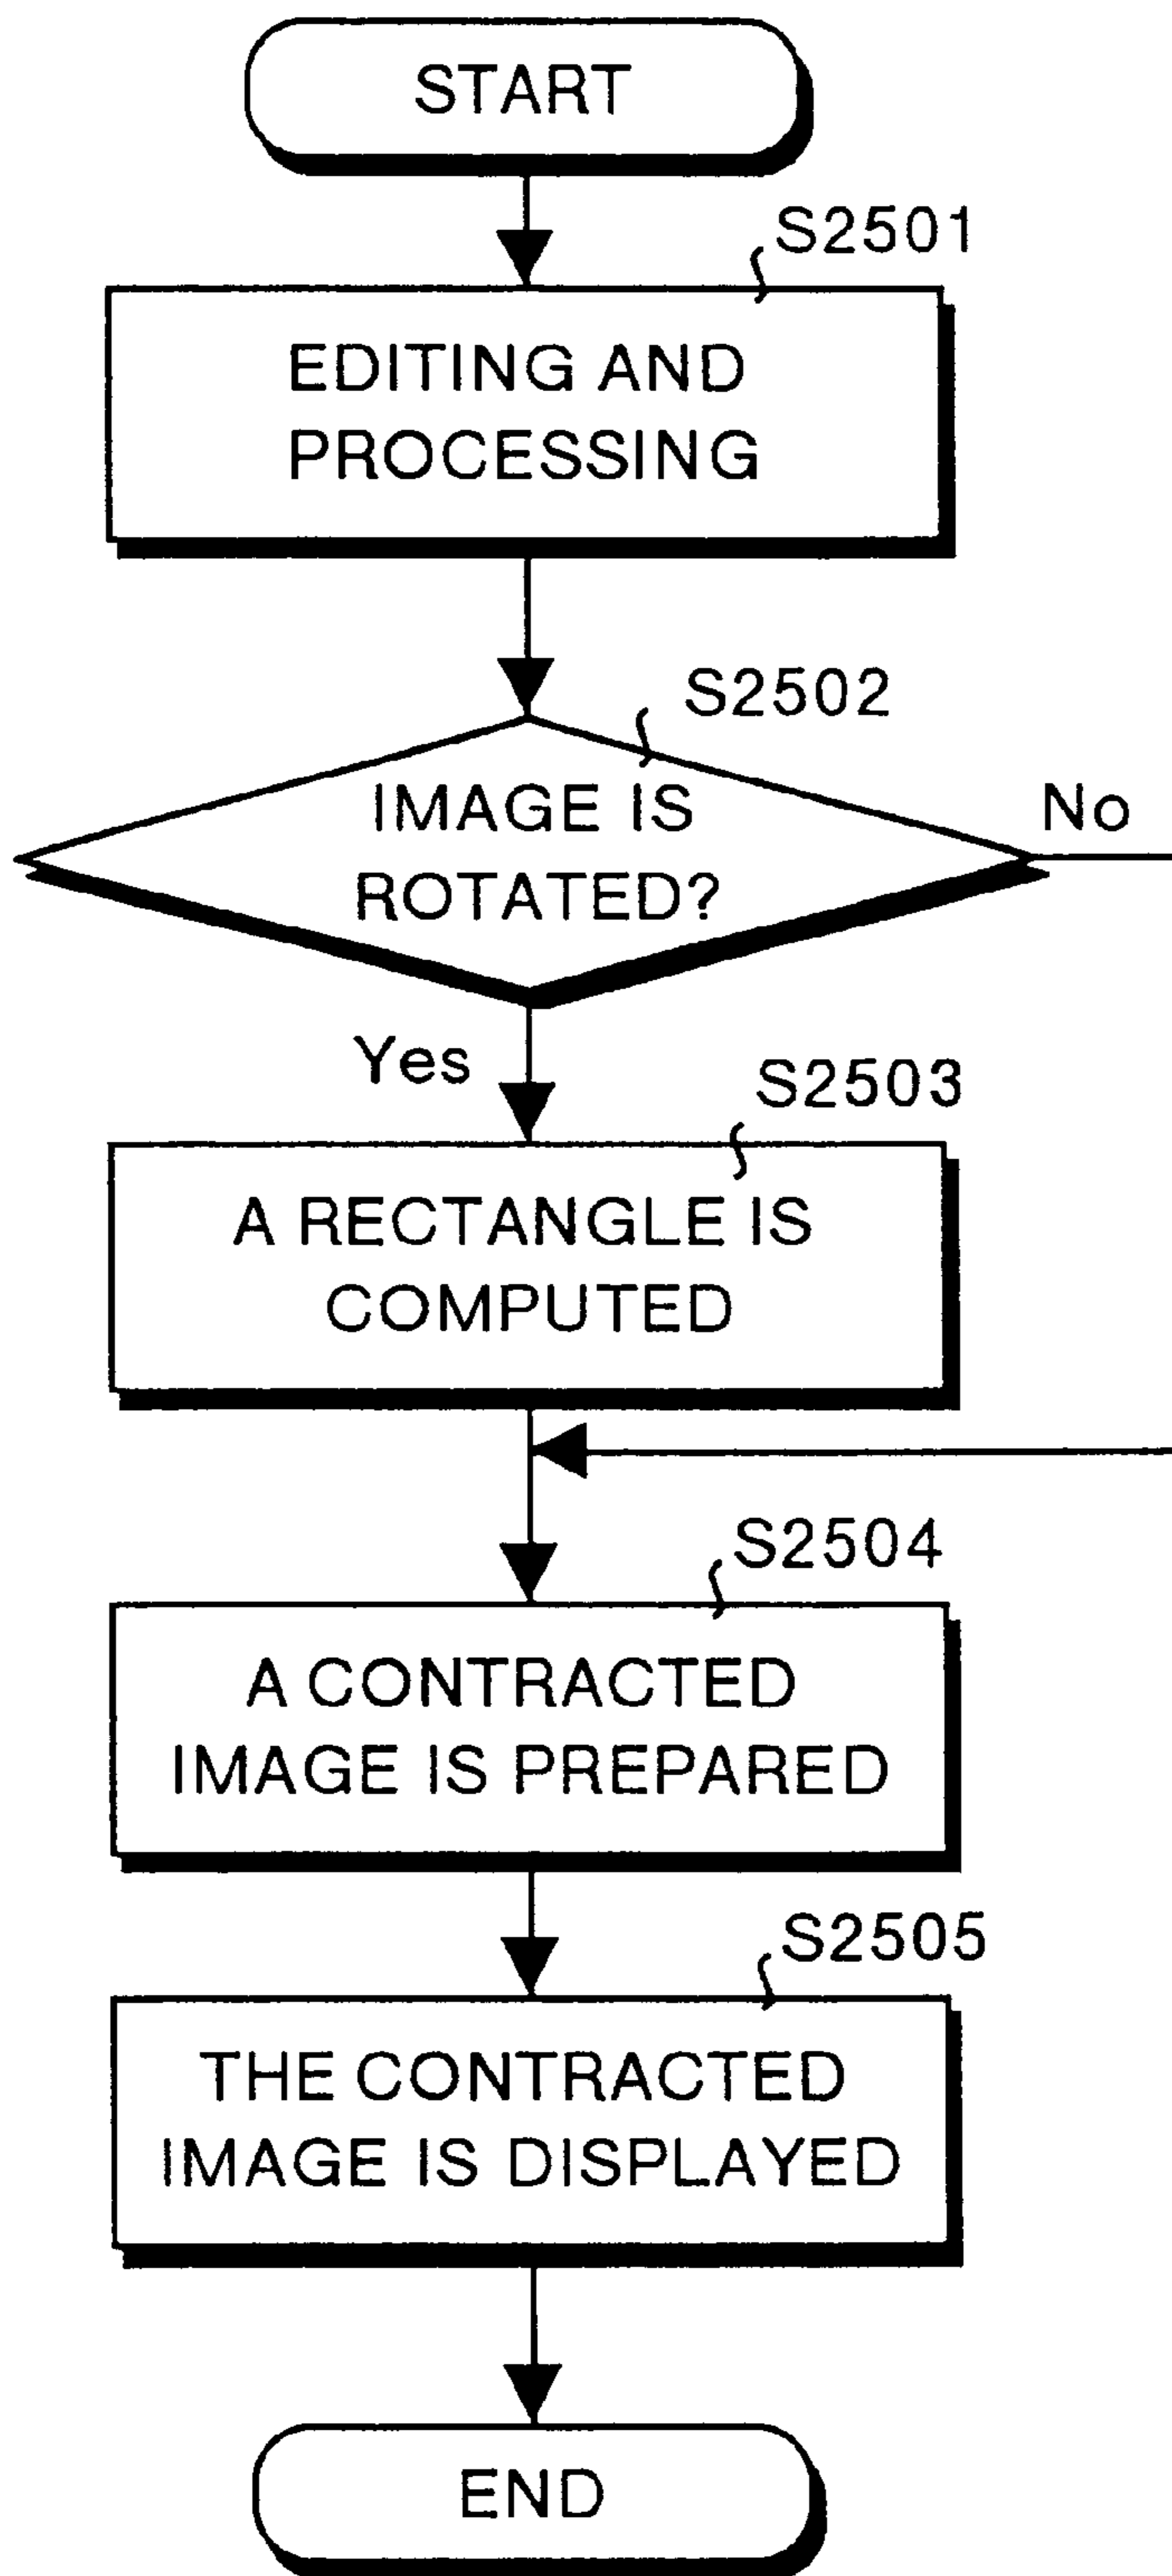 START
S2501
EDITING AND
PROCESSING
S2502
IMAGE IS
ROTATED?
No
Yes
S2503
A RECTANGLE IS
COMPUTED
S2504
A CONTRACTED
IMAGE IS PREPARED
S2505
THE CONTRACTED
IMAGE IS DISPLAYED
END